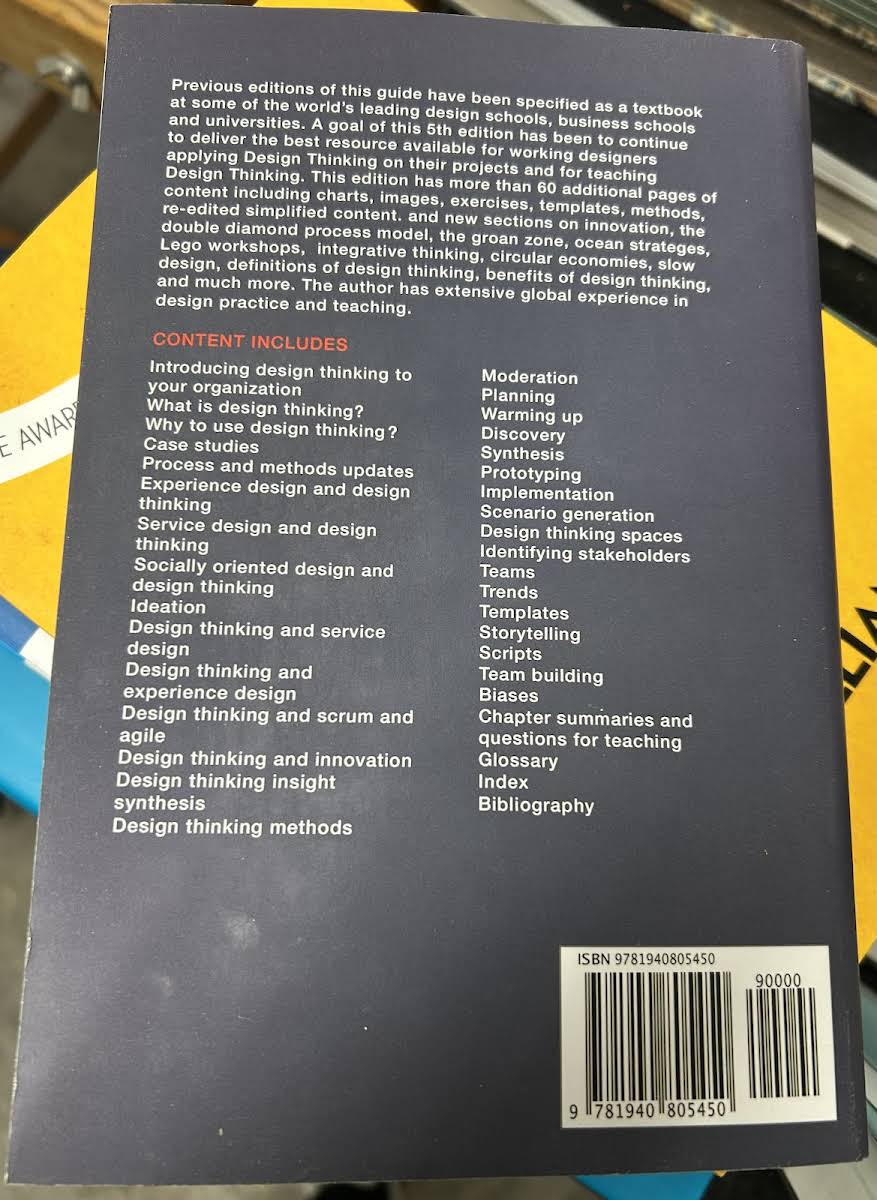 Previous editions of this guide have been specified as a textbook
at some of the world's leading design schools, business schools
and universities. A goal of this 5th edition has been to continue
to deliver the best resource available for working designers
applying Design Thinking on their projects and for teaching
Design Thinking. This edition has more than 60 additional pages of
content including charts, images, exercises, templates, methods,
re-edited simplified content. and new sections on innovation, the
double diamond process model, the groan zone, ocean strateges,
Lego workshops, integrative thinking, circular economies, slow
design, definitions of design thinking, benefits of design thinking,
and much more. The author has extensive global experience in
design practice and teaching.
CONTENT INCLUDES
Introducing design thinking to
your organization
What is design thinking?
Why to use design thinking?
Case studies
Process and methods updates
Experience design and design
thinking
Service design and design
thinking
Socially oriented design and
design thinking
Ideation
Design thinking and service
design
Design thinking and
experience design
Design thinking and scrum and
agile
Design thinking and innovation
Design thinking insight
synthesis
Design thinking methods
Moderation
Planning
Warming up
Discovery
Synthesis
Prototyping
Implementation
Scenario generation
Design thinking spaces
Identifying stakeholders
Teams
Trends
Templates
Storytelling
Scripts
Team building
Biases
Chapter summaries and
questions for teaching
Glossary
Index
Bibliography
ISBN 9781940805450
90000
9 781940 805450